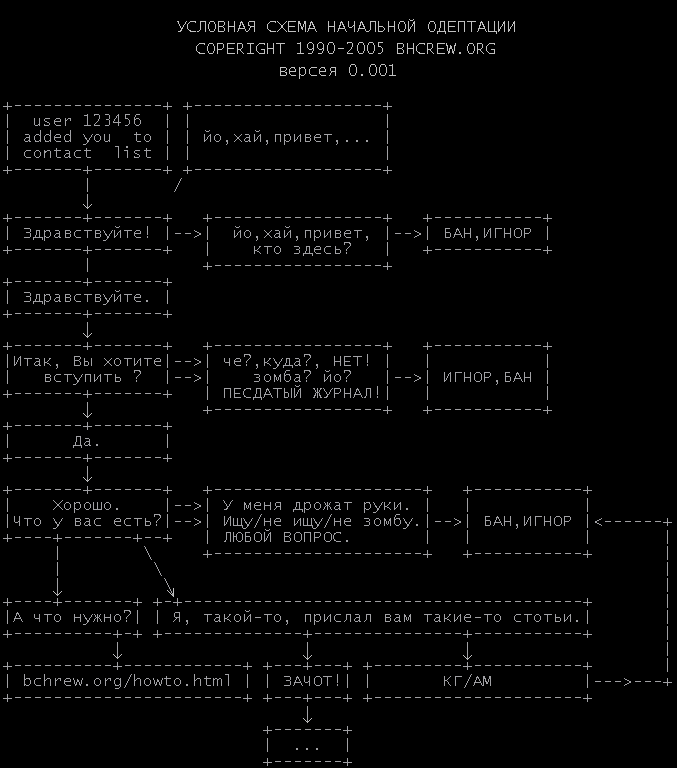 УСЛОВНАЯ СХЕМА НАЧАЛЬНОЙ ОДЕПТАЦИИ
COPERIGHT 1990-2005 BHCREW.ORG
версея 0.001
user 123456
added you to
contact list
йо,хай,привет,...
Здравствуйте!
йо,хай,привет,
кто здесь?
БАН,ИГНОР
Здравствуйте.
Итак, Вы хотите
вступить ?
че?,куда?, НЕТ!
зомба? йо?
ПЕСДАТЫЙ ЖУРНАЛ!
ИГНОР,БАН
Да.
Хорошо.
Что у вас есть?
У меня дрожат руки.
Ищу/не ищу/не зомбу.
ЛЮБОЙ ВОПРОС.
БАН,ИГНОР
А что нужно?
Я, такой-то, прислал вам такие-то стотьи.
bchrew.org/howto.html
ЗАЧОТ!
КГ/АМ
...